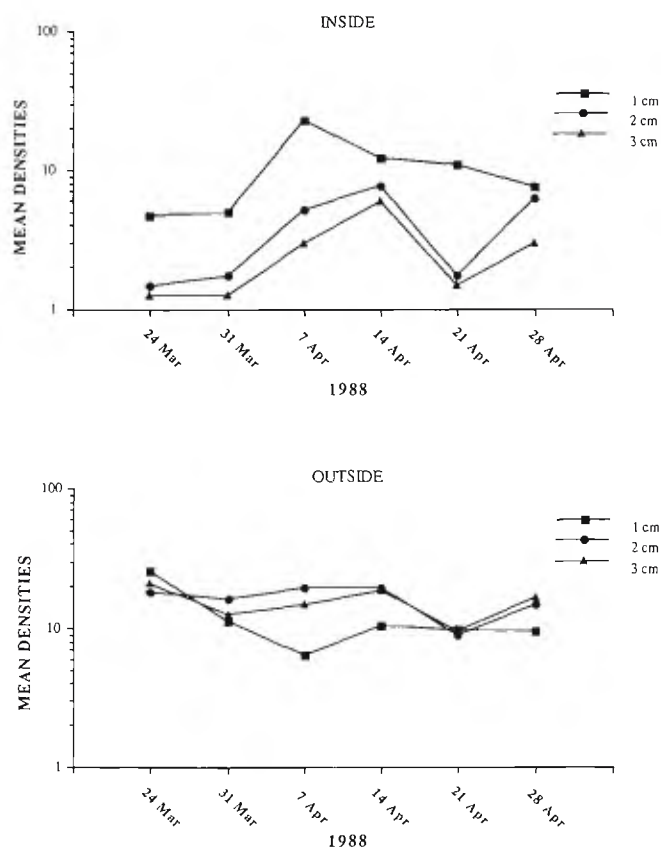 INSIDE
100
10
1
MEAN DENSITIES
1 cm
2 cm
3 cm
24 Mar
31 Mar
7 Apr
14 Apr
21 Apr
28 Apr
1988
OUTSIDE
100
10
1
MEAN DENSITIES
1 cm
2 cm
3 cm
24 Mar
31 Mar
7 Apr
14 Apr
21 Apr
28 Apr
1988